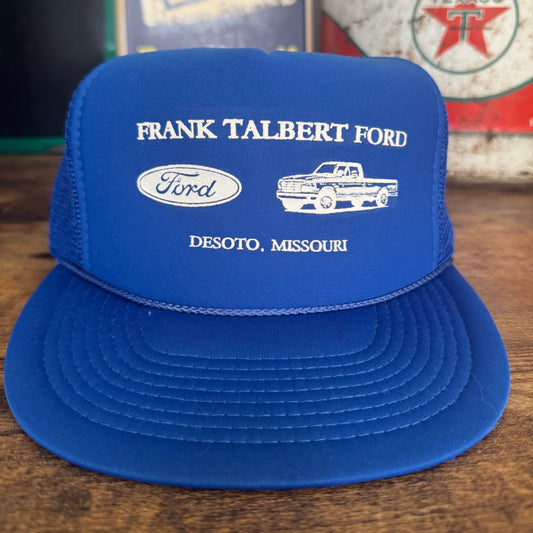 FRANK TALBERT FORD
Ford
DESOTO, MISSOURI
T